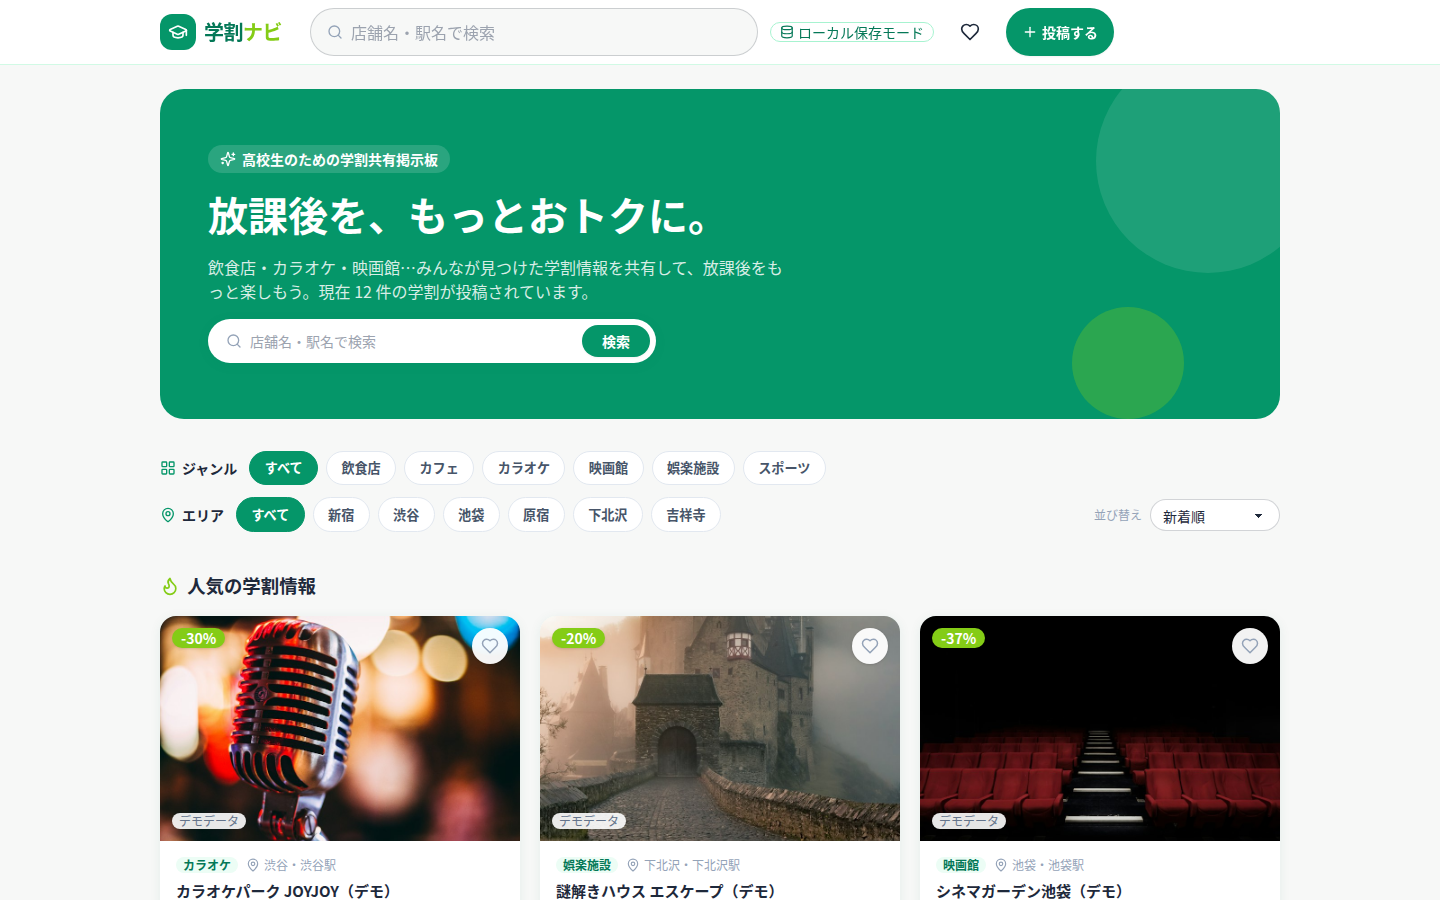 学割ナビ
店舗名・駅名で検索
ローカル保存モード
投稿する
高校生のための学割共有掲示板
放課後を、もっとおトクに。
飲食店・カラオケ・映画館…みんなが見つけた学割情報を共有して、放課後をも
っと楽しもう。現在 12 件の学割が投稿されています。
店舗名・駅名で検索
検索
ジャンル すべて 飲食店 カフェ カラオケ 映画館 娯楽施設 スポーツ
エリア すべて 新宿 渋谷 池袋 原宿 下北沢 吉祥寺
並び替え 新着順
人気の学割情報
-30%
デモデータ
カラオケ 渋谷・渋谷駅
カラオケパーク JOYJOY（デモ）
-20%
デモデータ
娯楽施設 下北沢・下北沢駅
謎解きハウス エスケープ（デモ）
-37%
デモデータ
映画館 池袋・池袋駅
シネマガーデン池袋（デモ）